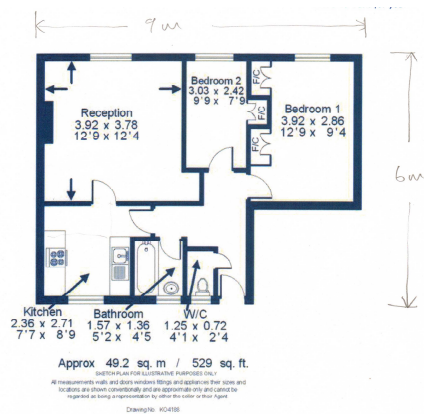 9m
6m
Reception
3.92 x 3.78
12'9 x 12'4
Bedroom 2
3.03 x 2.42
9'9 x 7'9
F/C
F/C
F/C
Bedroom 1
3.92 x 2.86
12'9 x 9'4
Kitchen
2.36 x 2.71
7'7 x 8'9
Bathroom
1.57 x 1.36
5'2 x 4'5
W/C
1.25 x 0.72
4'1 x 2'4
Approx 49.2 sq. m / 529 sq. ft.
SKETCH PLAN FOR ILLUSTRATIVE PURPOSES ONLY
All measurements walls and doors windows fittings and appliances their sizes and
locations are shown conventionally and are approximate only and cannot be
regarded as being a representation by either the seller or their Agent
Drawing No: KO4108